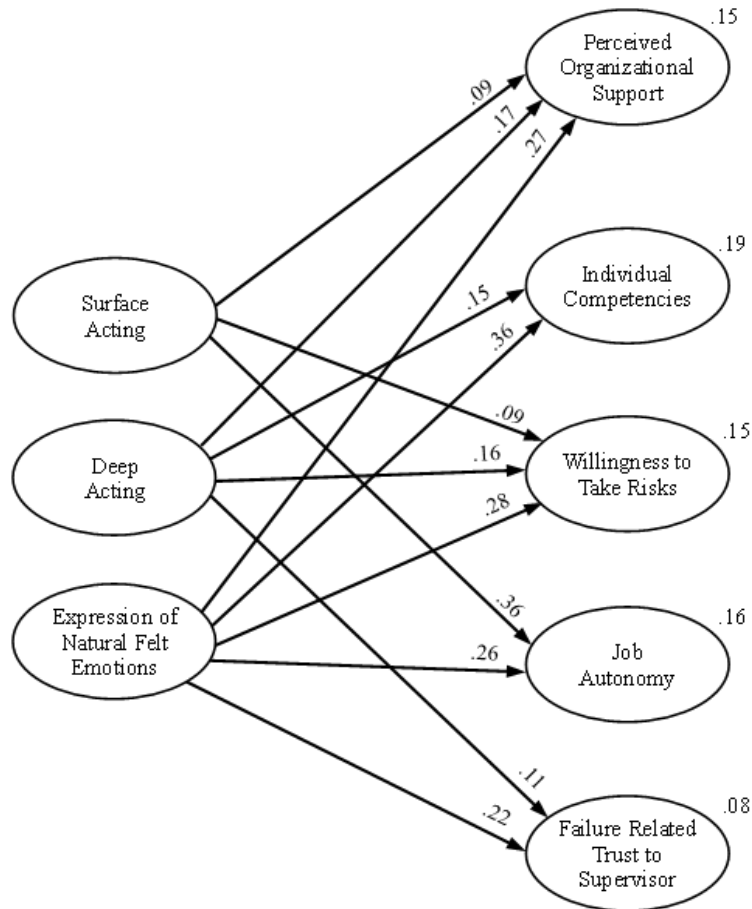 .15
Perceived
Organizational
Support
.09
.17
.27
.19
Individual
Competencies
.15
.36
Surface
Acting
.15
Willingness to
Take Risks
.09
.16
.28
Deep
Acting
.16
Job
Autonomy
.36
.26
Expression of
Natural Felt
Emotions
.08
Failure Related
Trust to
Supervisor
.11
.22